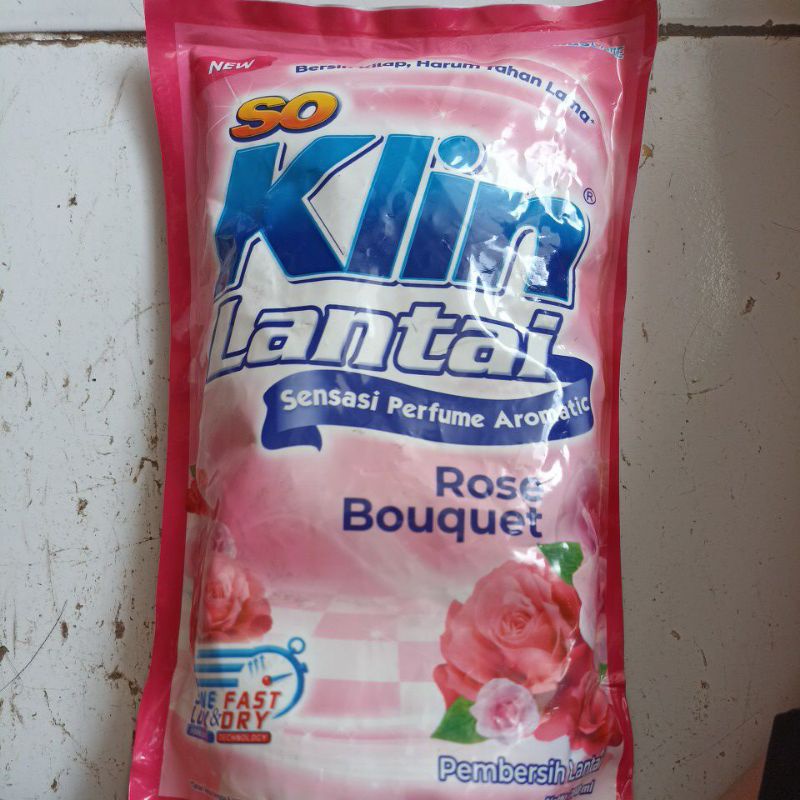 NEW
Bersih Kilap, Harum Tahan Lama*
SO
Klin®
Lantai
Sensasi Perfume Aromatic
Rose
Bouquet
FAST
& DRY
TECHNOLOGY
Pembersih Lantai